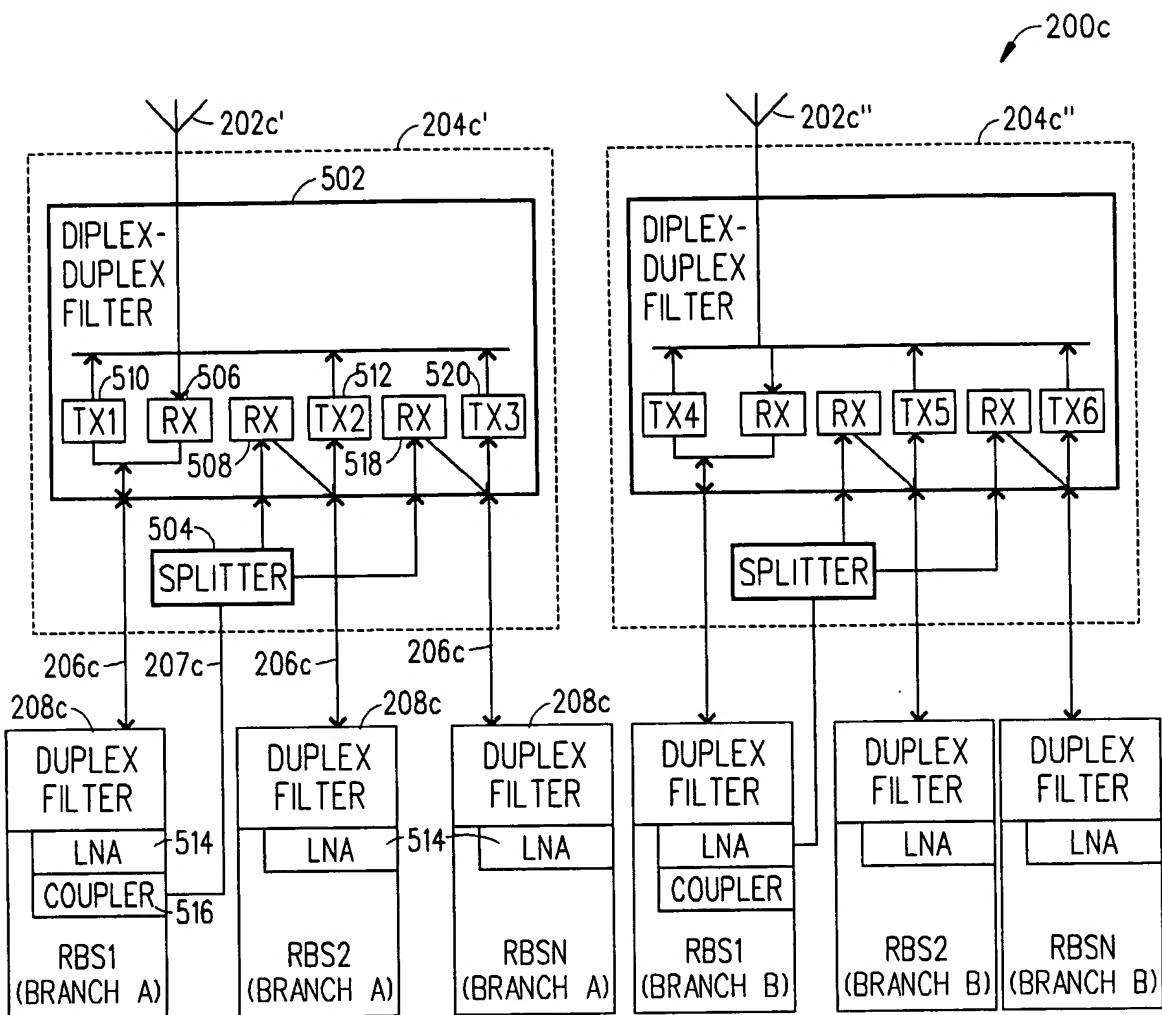 200c
202c'
204c'
202c"
204c"
502
DIPLEX-
DUPLEX
FILTER
DIPLEX-
DUPLEX
FILTER
510
506
512
520
TX1
RX
RX
TX2
RX
TX3
508
518
TX4
RX
RX
TX5
RX
TX6
504
SPLITTER
SPLITTER
206c
207c
206c
206c
208c
208c
208c
DUPLEX
FILTER
LNA
514
COUPLER
516
RBS1
(BRANCH A)
DUPLEX
FILTER
LNA
514
RBS2
(BRANCH A)
DUPLEX
FILTER
LNA
RBSN
(BRANCH A)
DUPLEX
FILTER
LNA
COUPLER
RBS1
(BRANCH B)
DUPLEX
FILTER
LNA
RBS2
(BRANCH B)
DUPLEX
FILTER
LNA
RBSN
(BRANCH B)